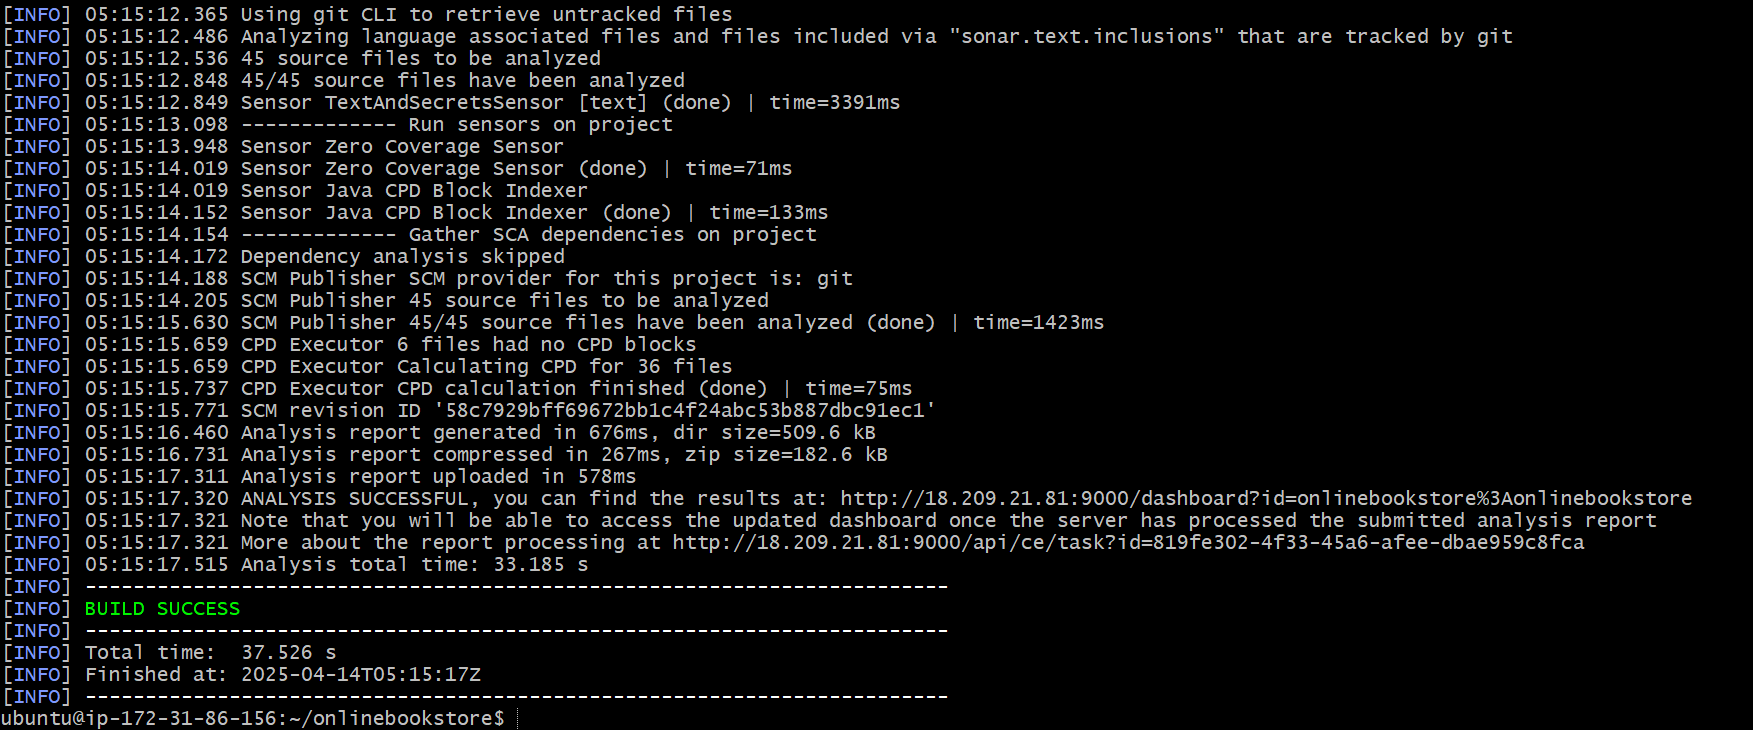 [INFO] 05:15:12.365 Using git CLI to retrieve untracked files
[INFO] 05:15:12.486 Analyzing language associated files and files included via "sonar.text.inclusions" that are tracked by git
[INFO] 05:15:12.536 45 source files to be analyzed
[INFO] 05:15:12.848 45/45 source files have been analyzed
[INFO] 05:15:12.849 Sensor TextAndSecretsSensor [text] (done) | time=3391ms
[INFO] 05:15:13.098 ------------- Run sensors on project
[INFO] 05:15:13.948 Sensor Zero Coverage Sensor
[INFO] 05:15:14.019 Sensor Zero Coverage Sensor (done) | time=71ms
[INFO] 05:15:14.019 Sensor Java CPD Block Indexer
[INFO] 05:15:14.152 Sensor Java CPD Block Indexer (done) | time=133ms
[INFO] 05:15:14.154 ------------- Gather SCA dependencies on project
[INFO] 05:15:14.172 Dependency analysis skipped
[INFO] 05:15:14.188 SCM Publisher SCM provider for this project is: git
[INFO] 05:15:14.205 SCM Publisher 45 source files to be analyzed
[INFO] 05:15:15.630 SCM Publisher 45/45 source files have been analyzed (done) | time=1423ms
[INFO] 05:15:15.659 CPD Executor 6 files had no CPD blocks
[INFO] 05:15:15.659 CPD Executor Calculating CPD for 36 files
[INFO] 05:15:15.737 CPD Executor CPD calculation finished (done) | time=75ms
[INFO] 05:15:15.771 SCM revision ID '58c7929bff69672bb1c4f24abc53b887dbc91ec1'
[INFO] 05:15:16.460 Analysis report generated in 676ms, dir size=509.6 kB
[INFO] 05:15:16.731 Analysis report compressed in 267ms, zip size=182.6 kB
[INFO] 05:15:17.311 Analysis report uploaded in 578ms
[INFO] 05:15:17.320 ANALYSIS SUCCESSFUL, you can find the results at: http://18.209.21.81:9000/dashboard?id=onlinebookstore%3Aonlinebookstore
[INFO] 05:15:17.321 Note that you will be able to access the updated dashboard once the server has processed the submitted analysis report
[INFO] 05:15:17.321 More about the report processing at http://18.209.21.81:9000/api/ce/task?id=819fe302-4f33-45a6-afee-dbae959c8fca
[INFO] 05:15:17.515 Analysis total time: 33.185 s
[INFO] ------------------------------------------------------------------------
[INFO] BUILD SUCCESS
[INFO] ------------------------------------------------------------------------
[INFO] Total time:  37.526 s
[INFO] Finished at: 2025-04-14T05:15:17Z
[INFO] ------------------------------------------------------------------------
ubuntu@ip-172-31-86-156:~/onlinebookstore$